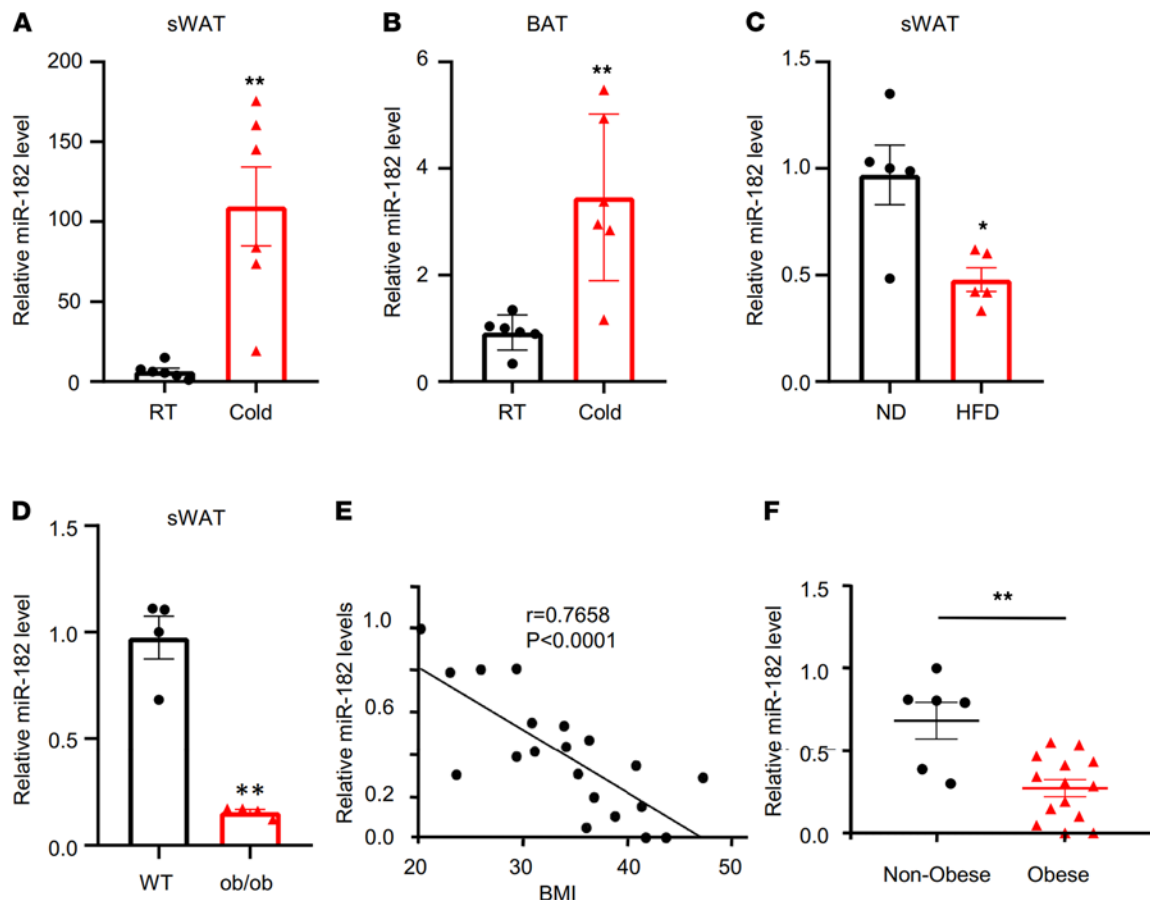 A
sWAT
Relative miR-182 level
200
150
100
50
0
**
RT
Cold
B
BAT
Relative miR-182 level
6
4
2
0
**
RT
Cold
C
sWAT
Relative miR-182 level
1.5
1.0
0.5
0.0
*
ND
HFD
D
sWAT
Relative miR-182 level
1.5
1.0
0.5
0.0
**
WT
ob/ob
E
Relative miR-182 levels
1.0
0.6
0.2
0.0
r=0.7658
P<0.0001
20
30
40
50
BMI
F
Relative miR-182 level
1.5
1.0
0.5
0.0
**
Non-Obese
Obese